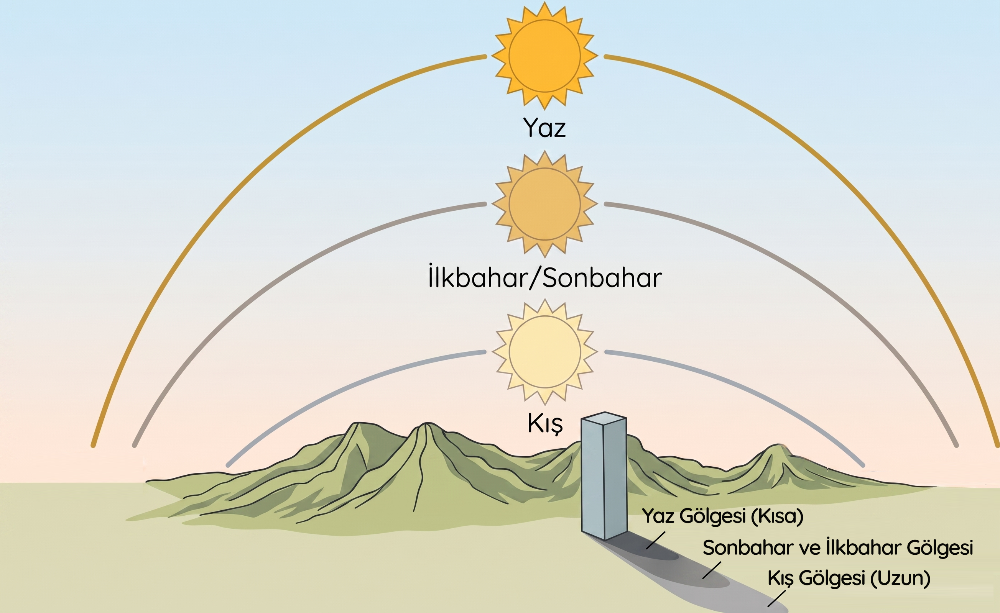 Yaz
İlkbahar/Sonbahar
Kış
Yaz Gölgesi (Kısa)
Sonbahar ve İlkbahar Gölgesi
Kış Gölgesi (Uzun)